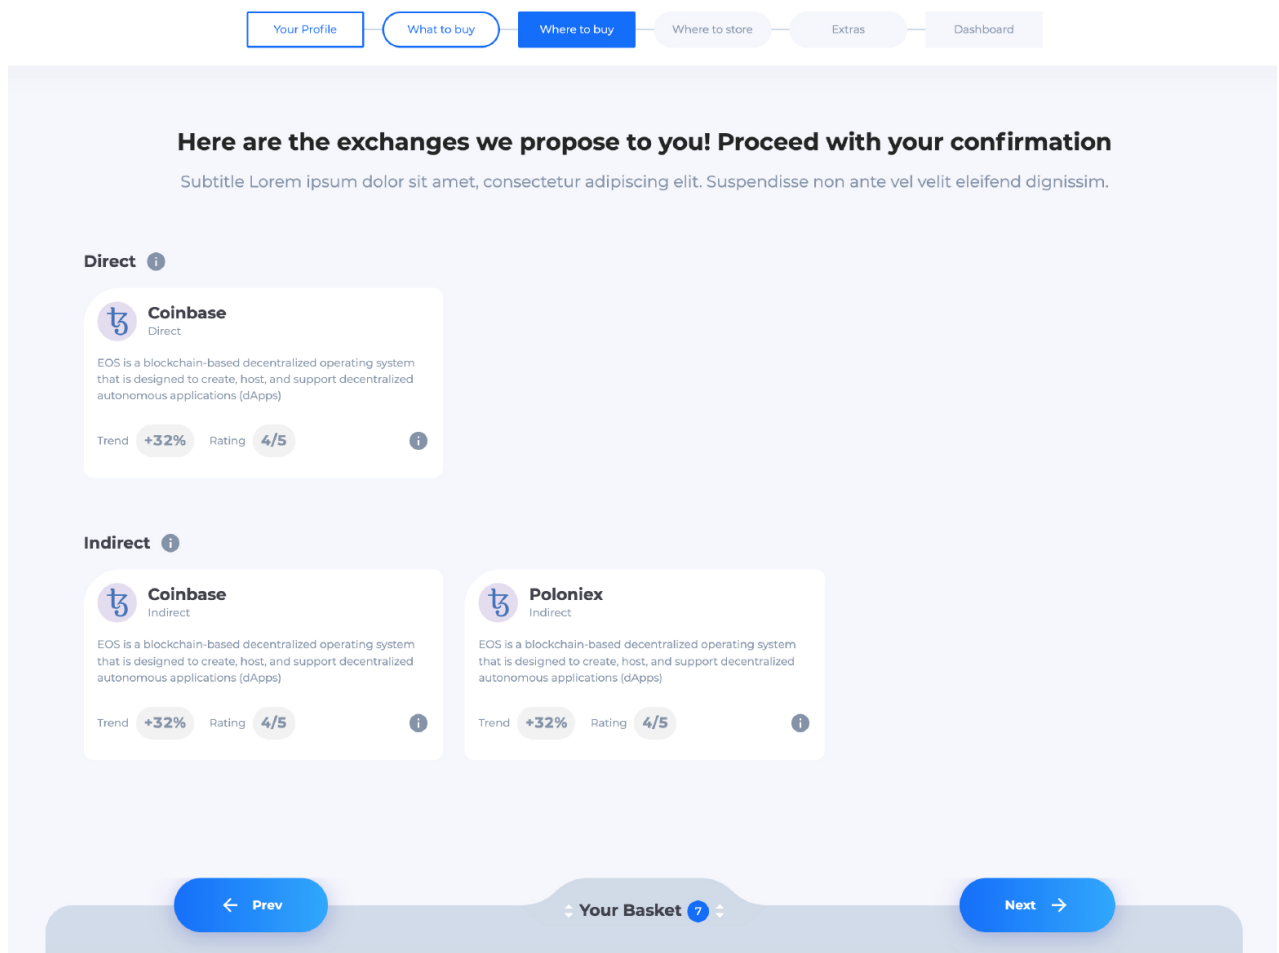 Your Profile
What to buy
Where to buy
Where to store
Extras
Dashboard
Here are the exchanges we propose to you! Proceed with your confirmation
Subtitle Lorem ipsum dolor sit amet, consectetur adipiscing elit. Suspendisse non ante vel velit eleifend dignissim.
Direct
Coinbase
Direct
EOS is a blockchain-based decentralized operating system
that is designed to create, host, and support decentralized
autonomous applications (dApps)
Trend +32% Rating 4/5
Indirect
Coinbase
Indirect
EOS is a blockchain-based decentralized operating system
that is designed to create, host, and support decentralized
autonomous applications (dApps)
Trend +32% Rating 4/5
Poloniex
Indirect
EOS is a blockchain-based decentralized operating system
that is designed to create, host, and support decentralized
autonomous applications (dApps)
Trend +32% Rating 4/5
Prev
Your Basket 7
Next